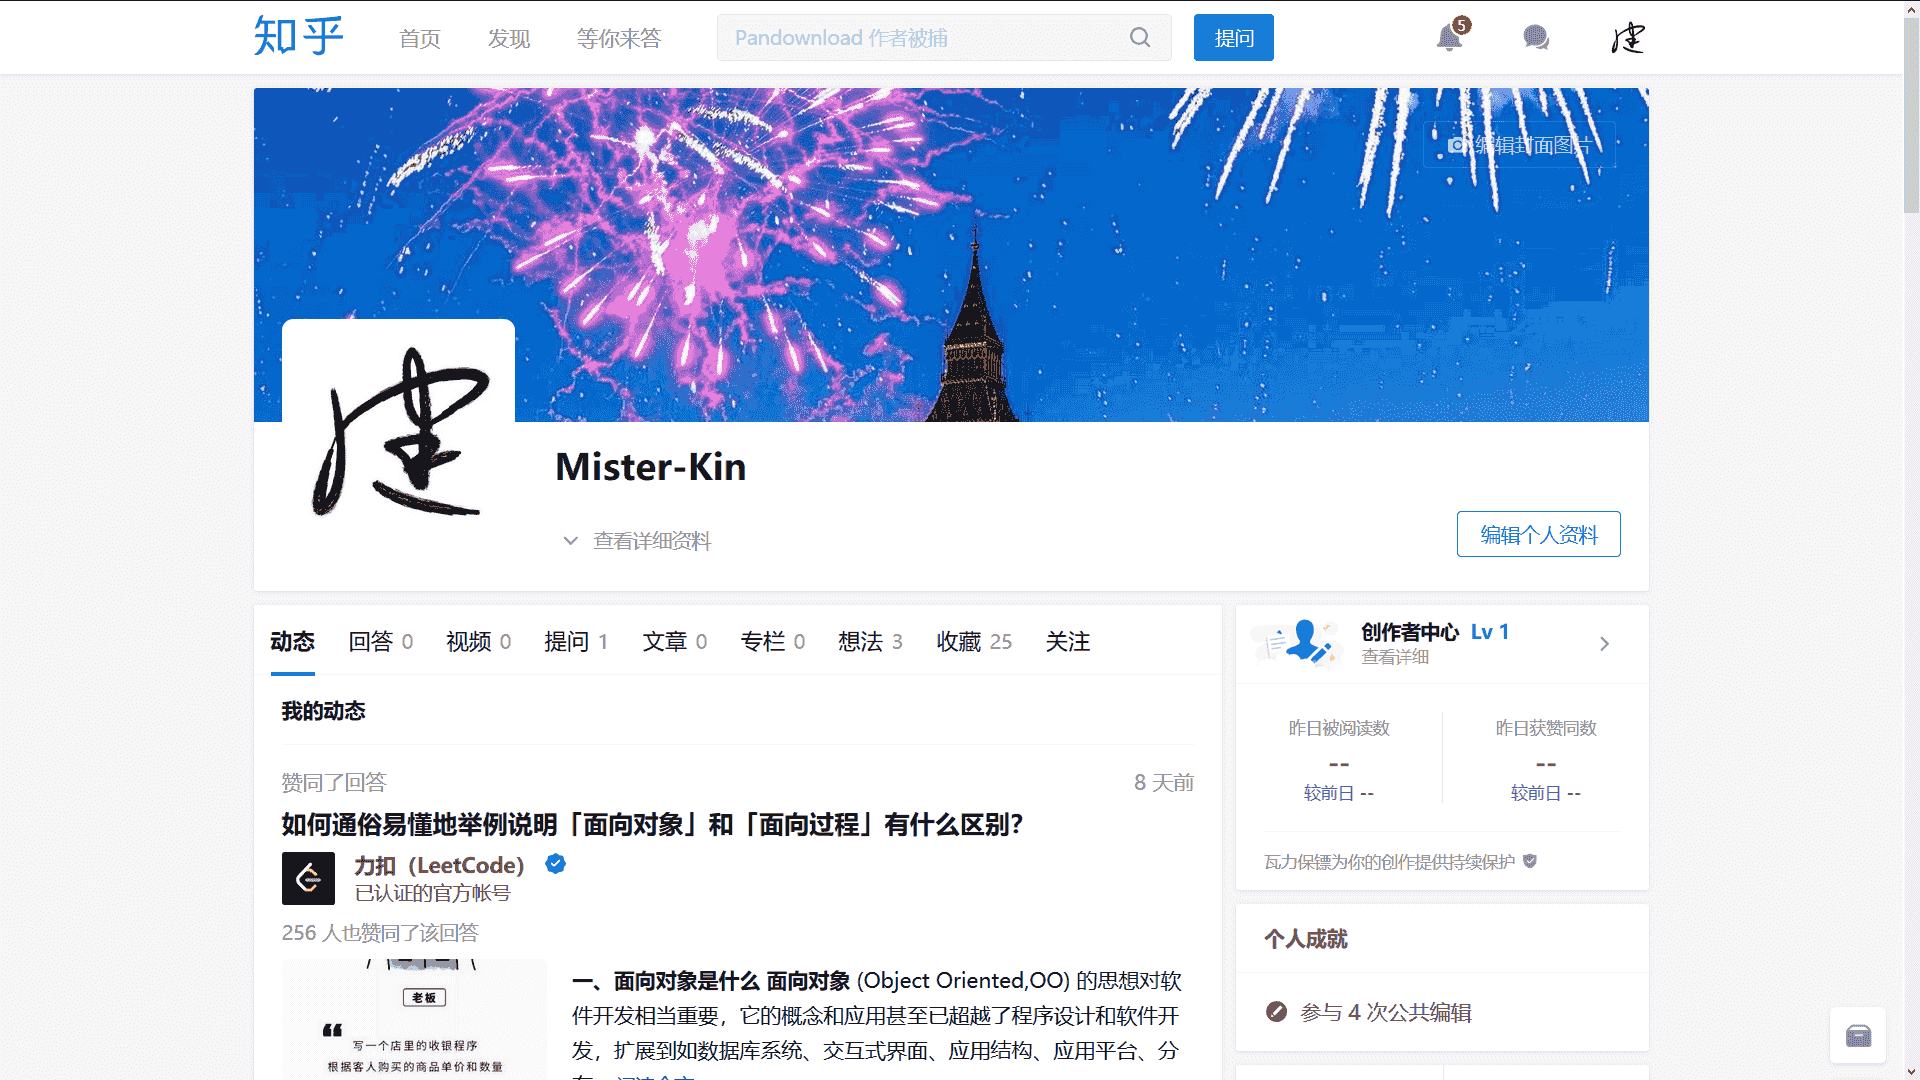 知乎 首页 发现 等你来答 Pandownload 作者被捕 提问 5
编辑封面图片
Mister-Kin
查看详细资料
编辑个人资料
动态 回答 0 视频 0 提问 1 文章 0 专栏 0 想法 3 收藏 25 关注
我的动态
赞同了回答 8 天前
如何通俗易懂地举例说明「面向对象」和「面向过程」有什么区别?
力扣（LeetCode）
已认证的官方帐号
256 人也赞同了该回答
老板
写一个店里的收银程序
根据客人购买的商品单价和数量
一、面向对象是什么 面向对象 (Object Oriented,OO) 的思想对软
件开发相当重要，它的概念和应用甚至已超越了程序设计和软件开
发，扩展到如数据库系统、交互式界面、应用结构、应用平台、分
创作者中心 Lv 1
查看详细
昨日被阅读数 昨日获赞同数
-- --
较前日 -- 较前日 --
瓦力保镖为你的创作提供持续保护
个人成就
参与 4 次公共编辑